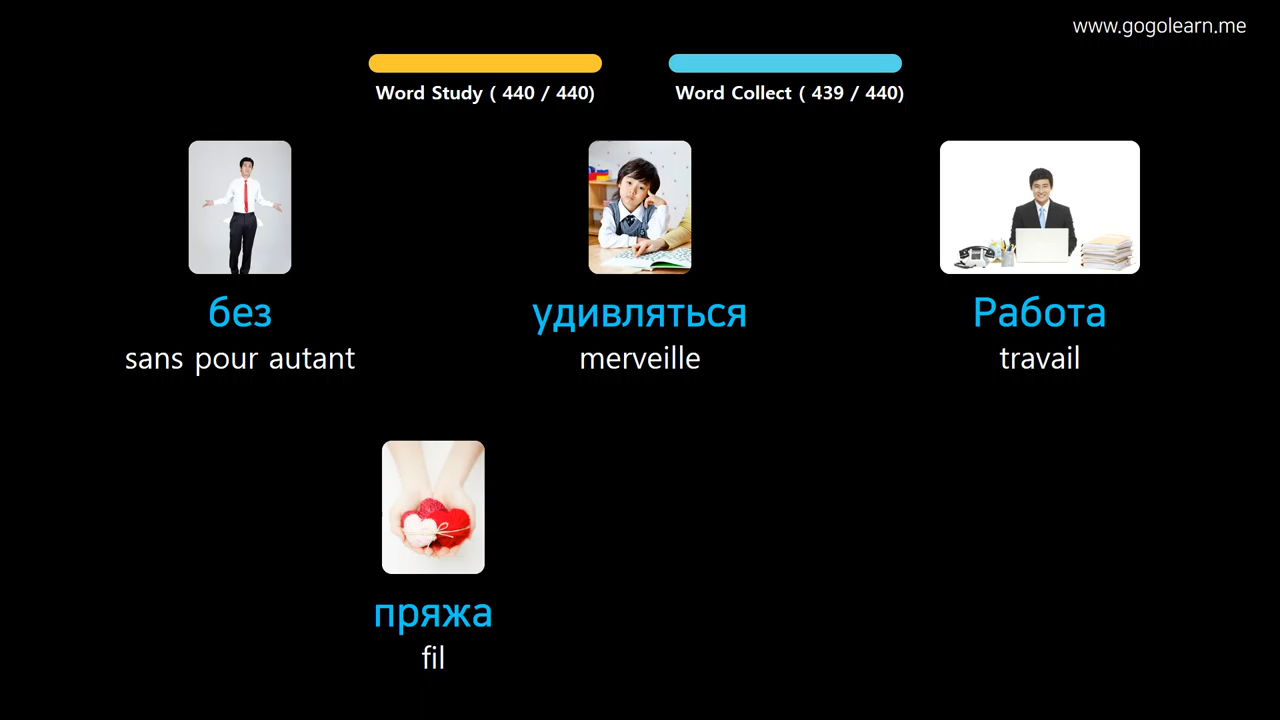 www.gogolearn.me
Word Study ( 440 / 440)
Word Collect ( 439 / 440)
без
sans pour autant
удивляться
merveille
Работа
travail
пряжа
fil